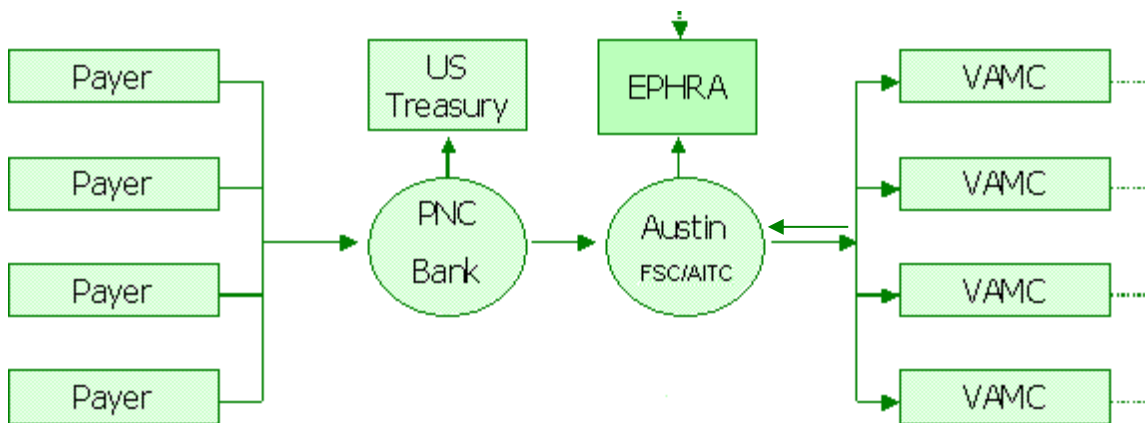 Payer
Payer
Payer
Payer
US
Treasury
PNC
Bank
EPHRA
Austin
FSC/AITC
VAMC
VAMC
VAMC
VAMC